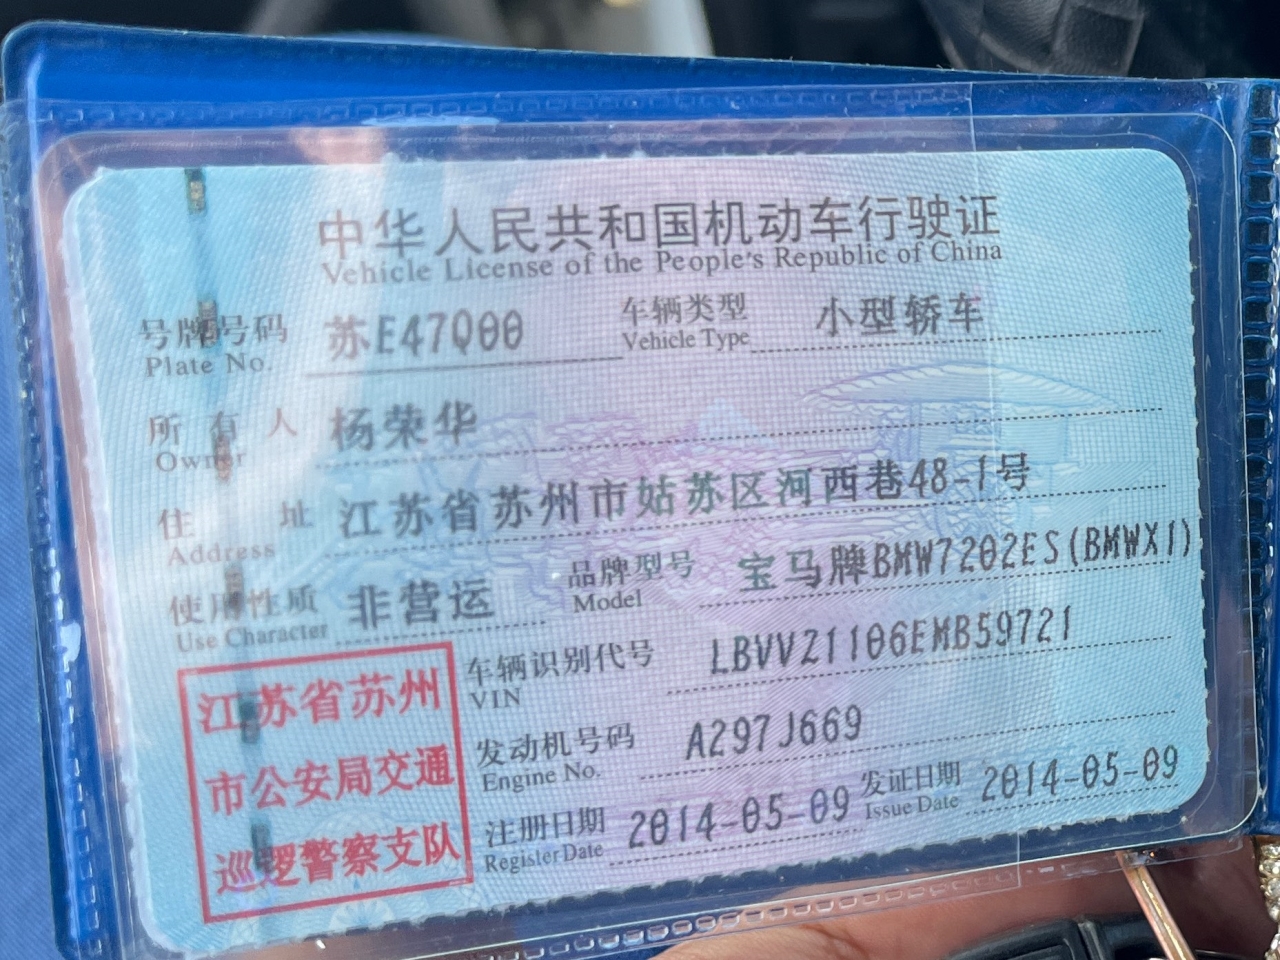 中华人民共和国机动车行驶证
Vehicle License of the People's Republic of China
号牌号码 苏E47Q00 车辆类型 小型轿车
Plate No. Vehicle Type
所有人 杨荣华
Owner
住址 江苏省苏州市姑苏区河西巷48-1号
Address
使用性质 非营运 品牌型号 宝马牌BMW7202ES(BMWX1)
Use Character Model
江苏省苏州
市公安局交通
巡逻警察支队
车辆识别代号 LBVVZ1106EMB59721
VIN
发动机号码 A297J669
Engine No.
注册日期 2014-05-09 发证日期 2014-05-09
Register Date Issue Date